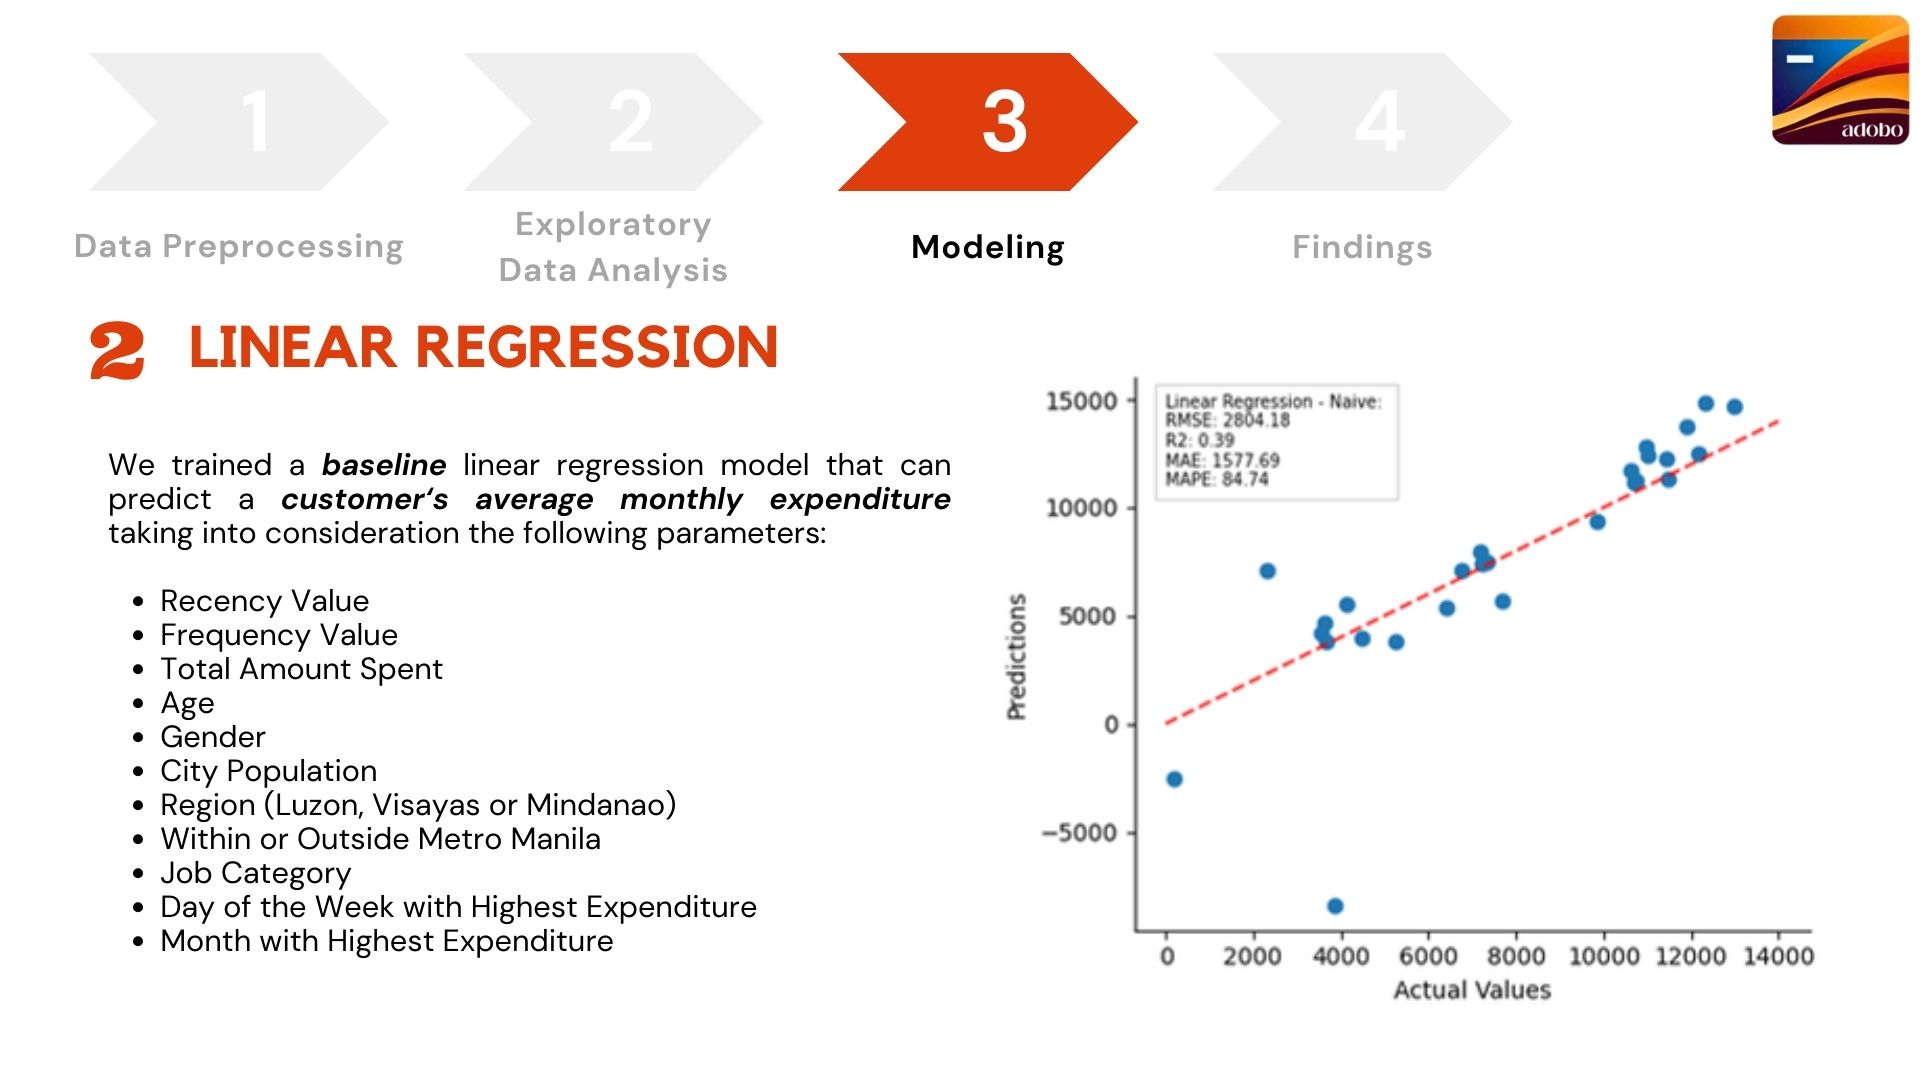 1
2
3
4
adobo
Data Preprocessing
Exploratory
Data Analysis
Modeling
Findings
2 LINEAR REGRESSION
We trained a baseline linear regression model that can
predict a customer‘s average monthly expenditure
taking into consideration the following parameters:
• Recency Value
• Frequency Value
• Total Amount Spent
• Age
• Gender
• City Population
• Region (Luzon, Visayas or Mindanao)
• Within or Outside Metro Manila
• Job Category
• Day of the Week with Highest Expenditure
• Month with Highest Expenditure
Linear Regression - Naive:
RMSE: 2804.18
R2: 0.39
MAE: 1577.69
MAPE: 84.74
15000
10000
5000
0
−5000
Predictions
0 2000 4000 6000 8000 10000 12000 14000
Actual Values